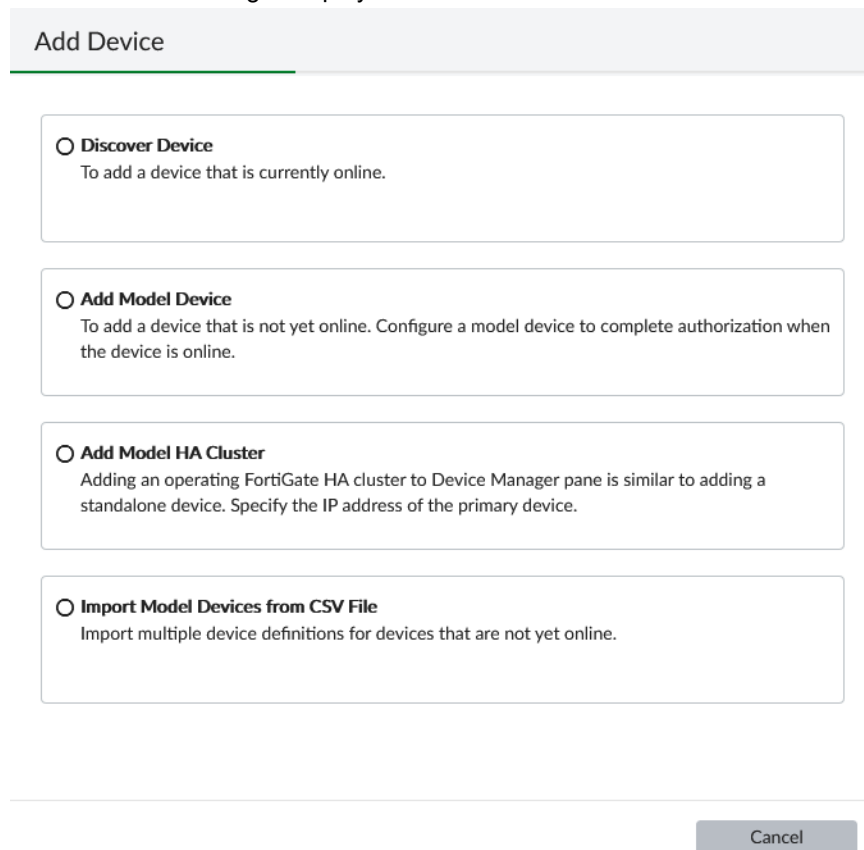 Add Device
Discover Device
To add a device that is currently online.
Add Model Device
To add a device that is not yet online. Configure a model device to complete authorization when
the device is online.
Add Model HA Cluster
Adding an operating FortiGate HA cluster to Device Manager pane is similar to adding a
standalone device. Specify the IP address of the primary device.
Import Model Devices from CSV File
Import multiple device definitions for devices that are not yet online.
Cancel